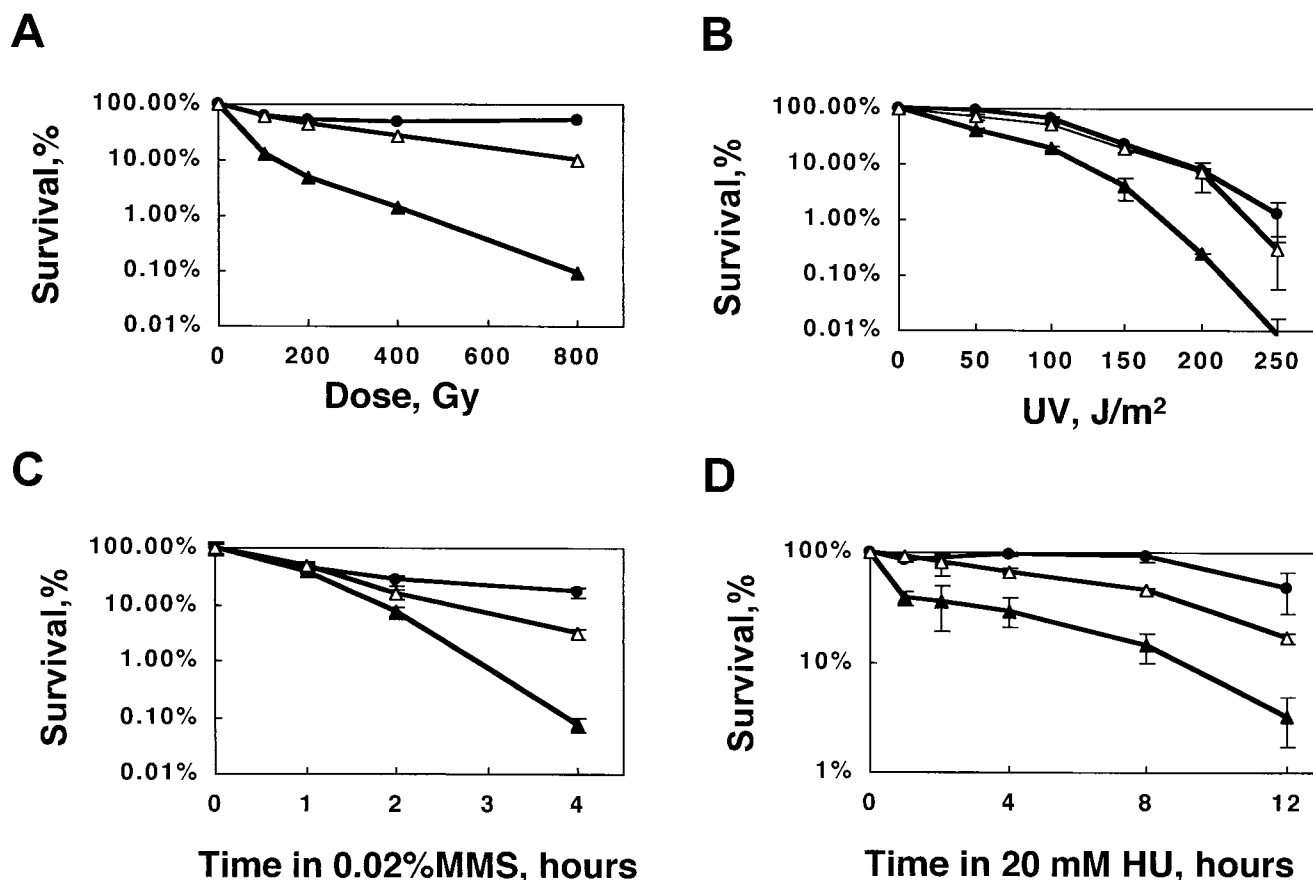 A
Survival,%
100.00%
10.00%
1.00%
0.10%
0.01%
0 200 400 600 800
Dose, Gy
B
Survival,%
100.00%
10.00%
1.00%
0.10%
0.01%
0 50 100 150 200 250
UV, J/m²
C
Survival,%
100.00%
10.00%
1.00%
0.10%
0.01%
0 1 2 3 4
Time in 0.02%MMS, hours
D
Survival,%
100%
10%
1%
0 4 8 12
Time in 20 mM HU, hours